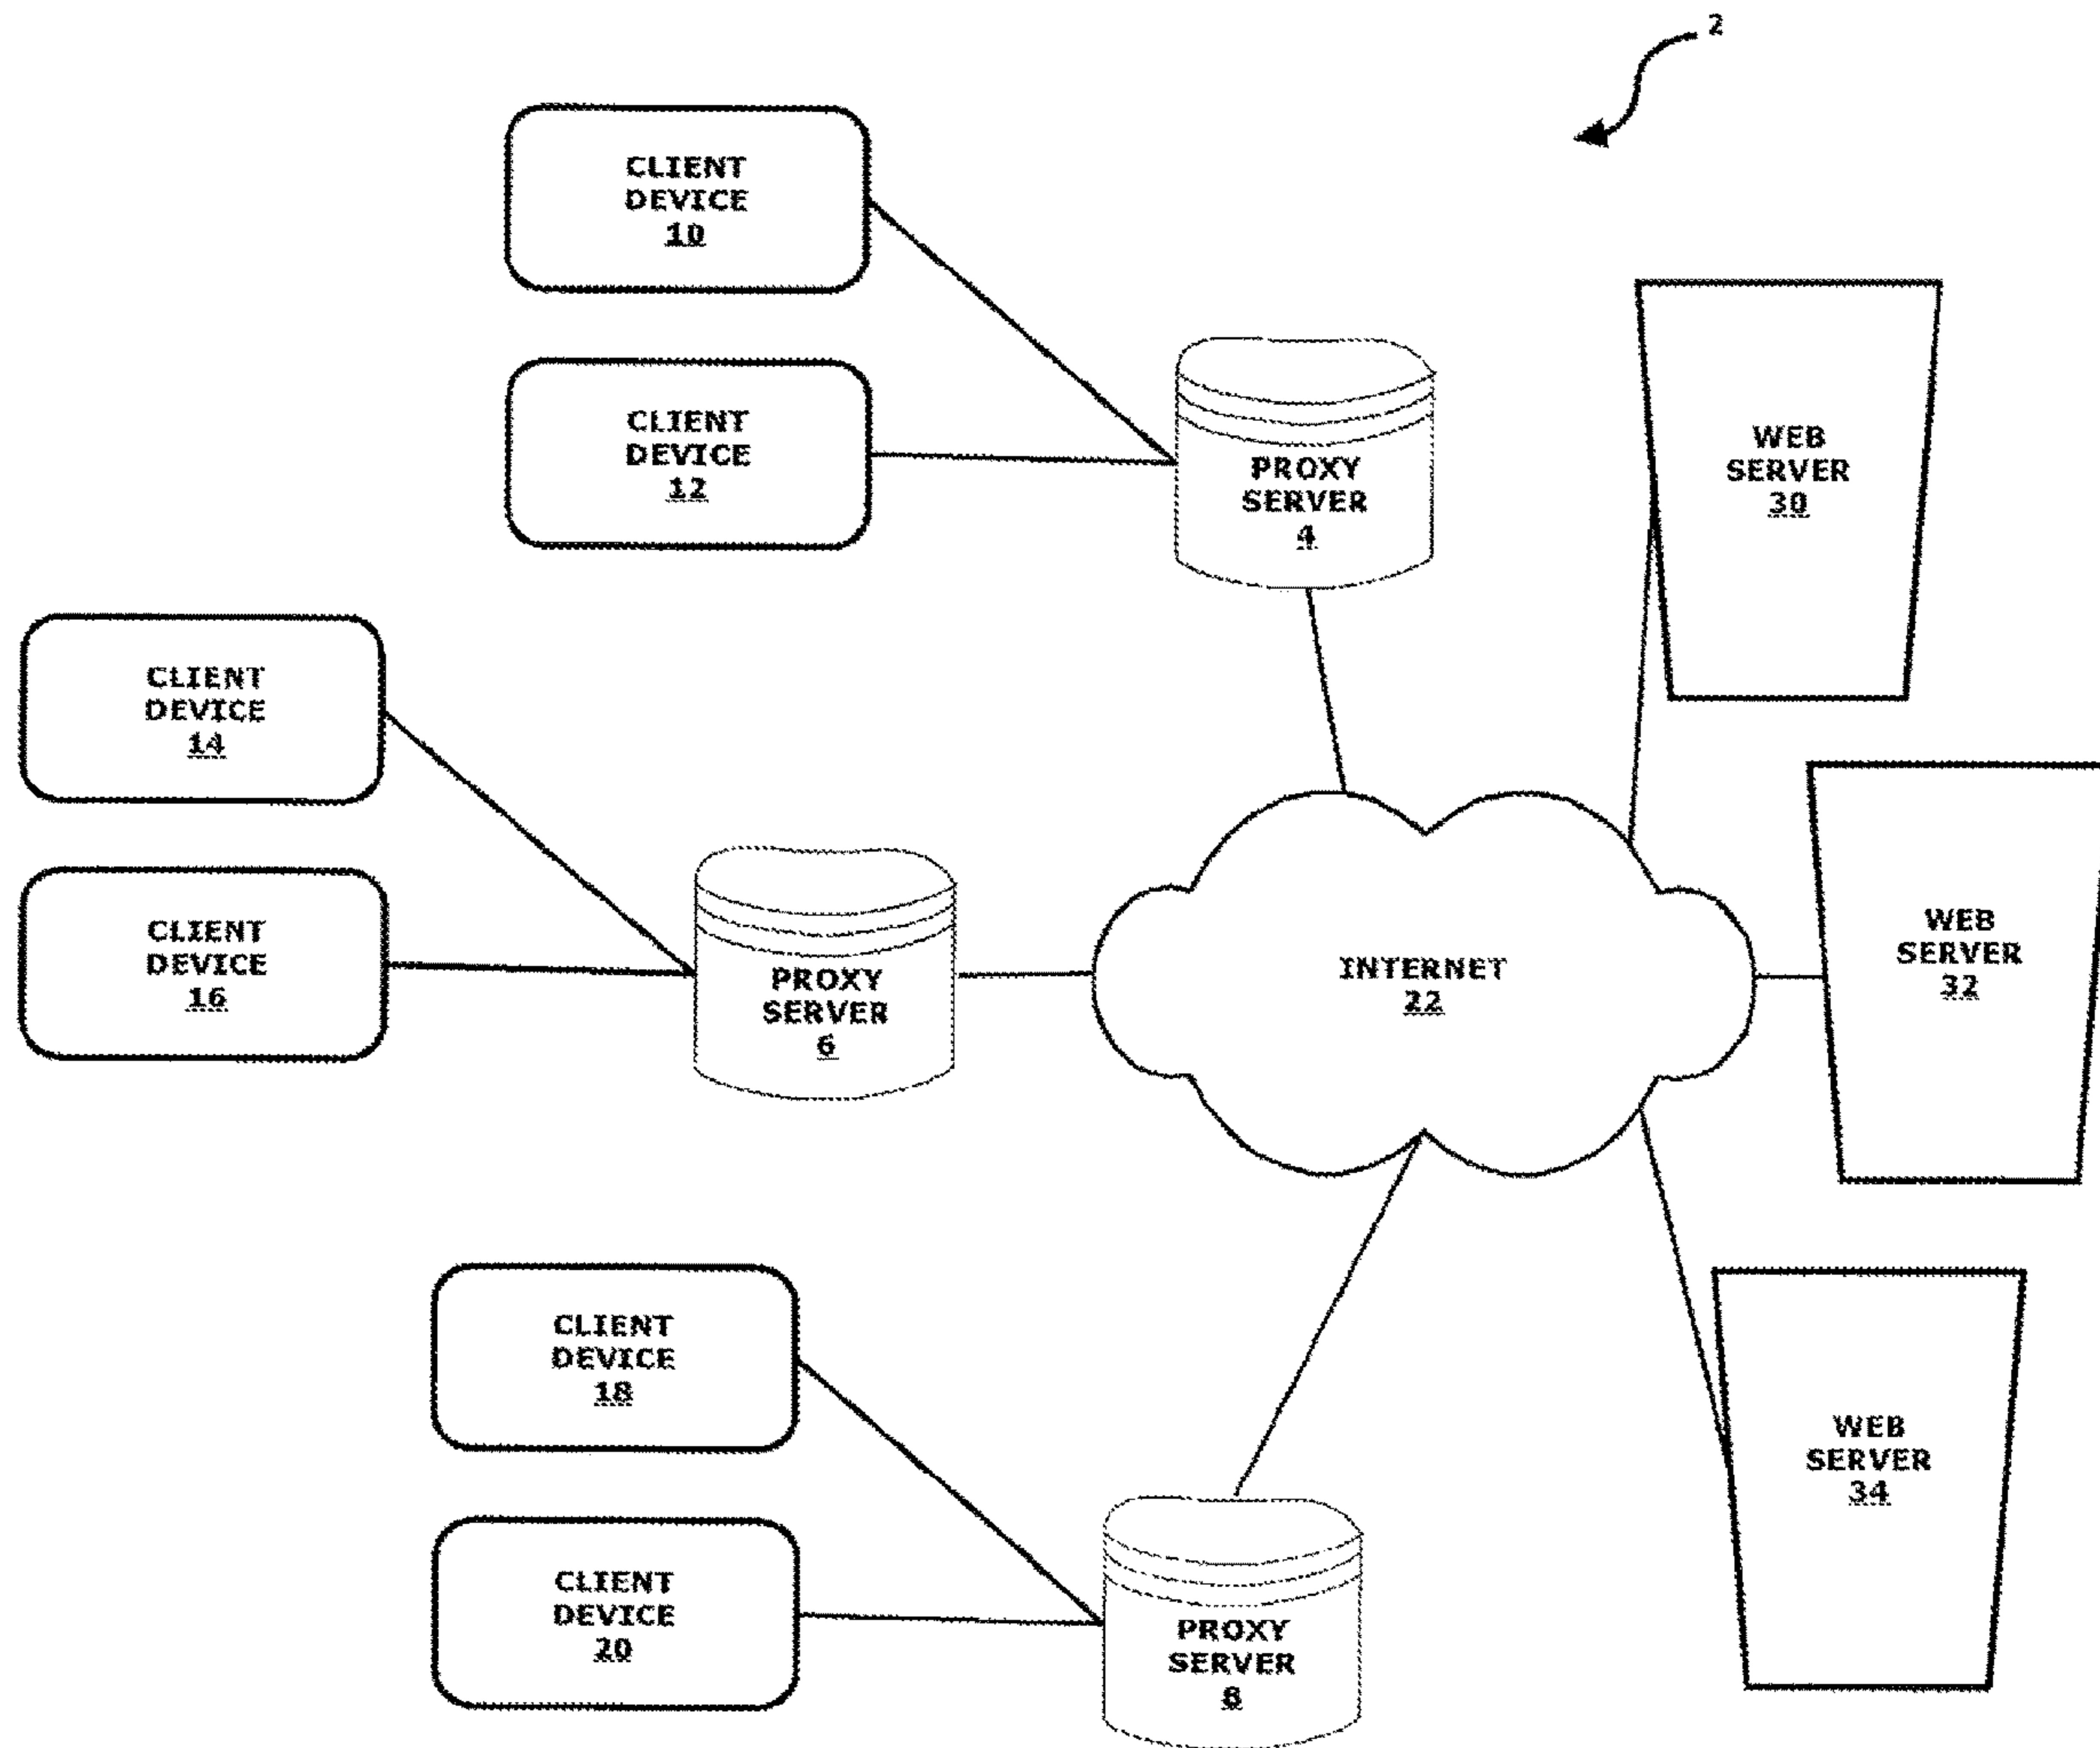 2
CLIENT
DEVICE
10
CLIENT
DEVICE
12
PROXY
SERVER
4
WEB
SERVER
30
CLIENT
DEVICE
14
CLIENT
DEVICE
16
PROXY
SERVER
6
INTERNET
22
WEB
SERVER
32
CLIENT
DEVICE
18
CLIENT
DEVICE
20
PROXY
SERVER
8
WEB
SERVER
34